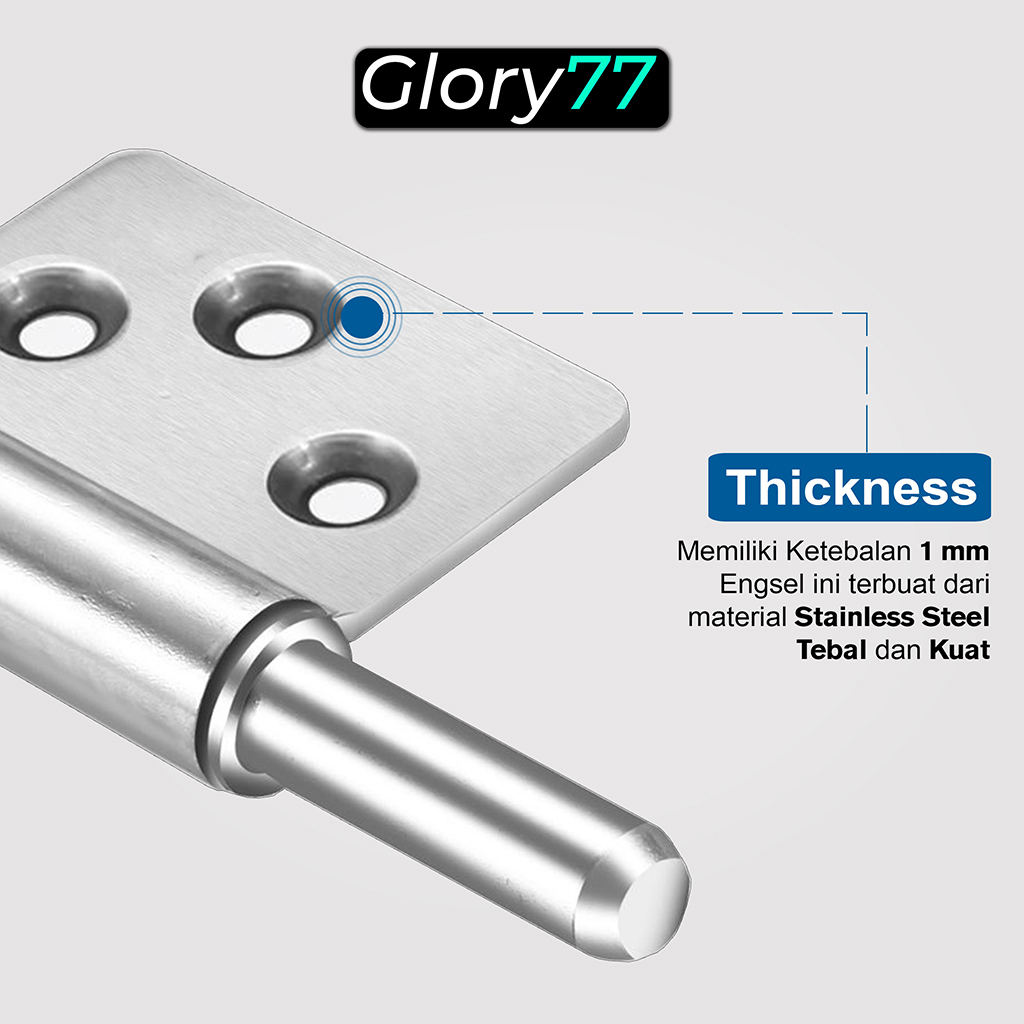 Glory77
Thickness
Memiliki Ketebalan 1 mm
Engsel ini terbuat dari
material Stainless Steel
Tebal dan Kuat